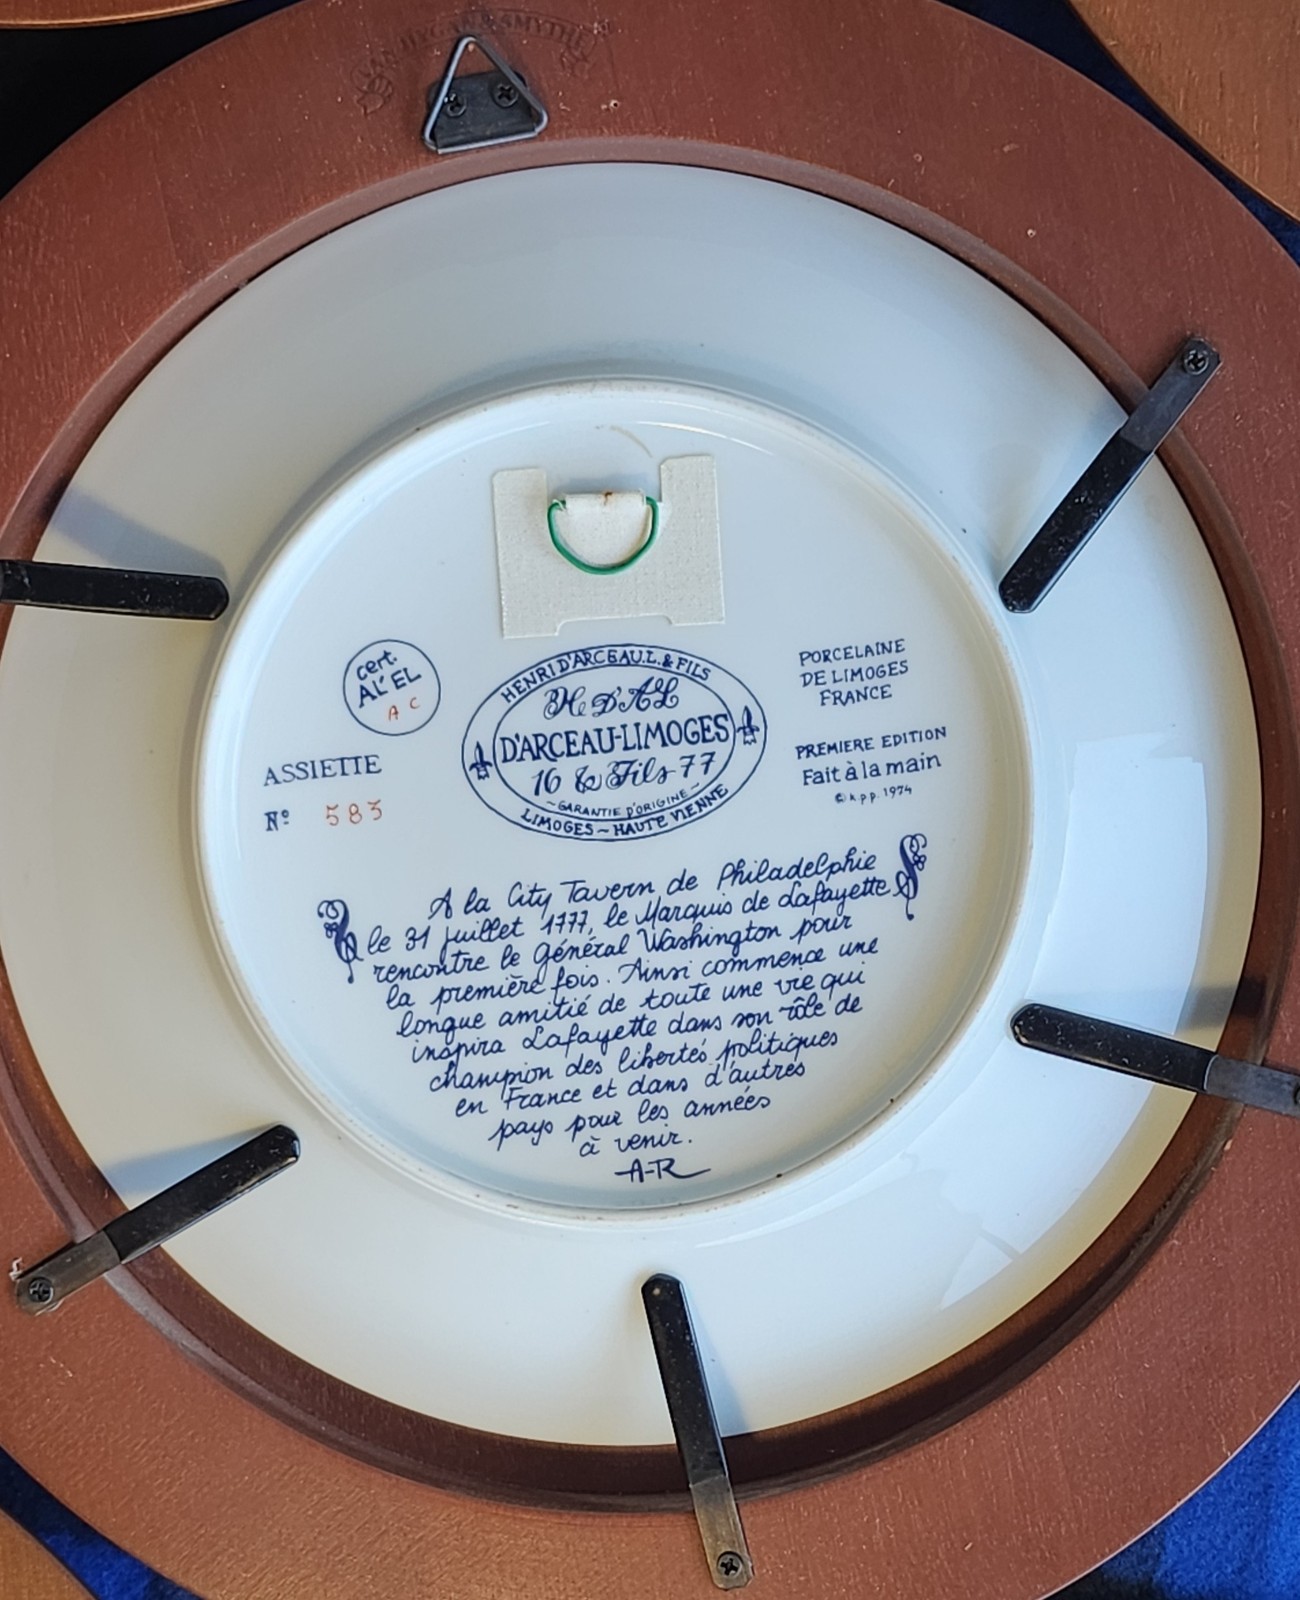 & SMYTHE
cert.
AL'EL
A C
ASSIETTE
Nº 583
HENRI D'ARCEAU.L. & FILS
H D'AL
D'ARCEAU-LIMOGES
16 & Fils 77
~GARANTIE D'ORIGINE~
LIMOGES ~ HAUTE VIENNE
PORCELAINE
DE LIMOGES
FRANCE
PREMIERE EDITION
Fait à la main
© k.p.p. 1974
A la City Tavern de Philadelphie
le 31 juillet 1777, le Marquis de Lafayette
rencontre le Général Washington pour
la première fois. Ainsi commence une
longue amitié de toute une vie qui
inspira Lafayette dans son rôle de
champion des libertés politiques
en France et dans d'autres
pays pour les années
à venir.
A-R